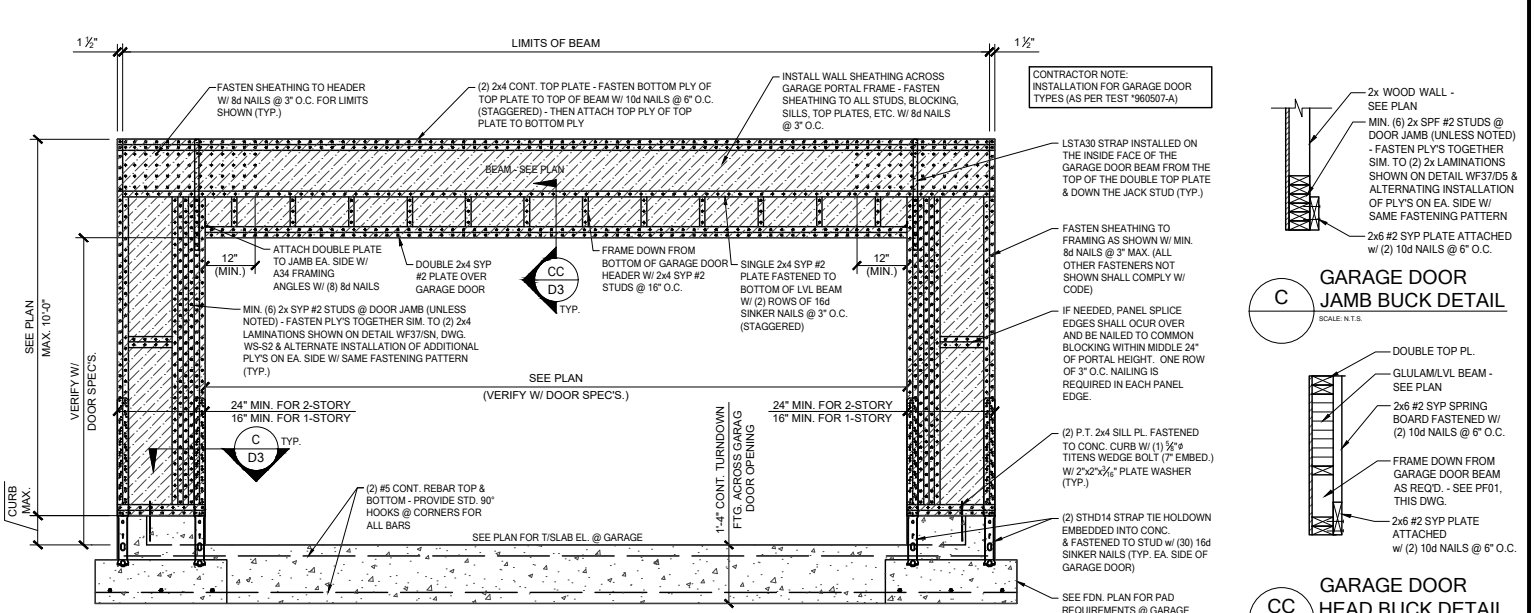 1 ½"
LIMITS OF BEAM
1 ½"
FASTEN SHEATHING TO HEADER
W/ 8d NAILS @ 3" O.C. FOR LIMITS
SHOWN (TYP.)
(2) 2x4 CONT. TOP PLATE - FASTEN BOTTOM PLY OF
TOP PLATE TO TOP OF BEAM W/ 10d NAILS @ 6" O.C.
(STAGGERED) - THEN ATTACH TOP PLY OF TOP
PLATE TO BOTTOM PLY
INSTALL WALL SHEATHING ACROSS
GARAGE PORTAL FRAME - FASTEN
SHEATHING TO ALL STUDS, BLOCKING,
SILLS, TOP PLATES, ETC. W/ 8d NAILS
@ 3" O.C.
CONTRACTOR NOTE:
INSTALLATION FOR GARAGE DOOR
TYPES (AS PER TEST *960507-A)
BEAM - SEE PLAN
LSTA30 STRAP INSTALLED ON
THE INSIDE FACE OF THE
GARAGE DOOR BEAM FROM THE
TOP OF THE DOUBLE TOP PLATE
& DOWN THE JACK STUD (TYP.)
FASTEN SHEATHING TO
FRAMING AS SHOWN W/ MIN.
8d NAILS @ 3" MAX. (ALL
OTHER FASTENERS NOT
SHOWN SHALL COMPLY W/
CODE)
IF NEEDED, PANEL SPLICE
EDGES SHALL OCUR OVER
AND BE NAILED TO COMMON
BLOCKING WITHIN MIDDLE 24"
OF PORTAL HEIGHT. ONE ROW
OF 3" O.C. NAILING IS
REQUIRED IN EACH PANEL
EDGE.
(2) P.T. 2x4 SILL PL. FASTENED
TO CONC. CURB W/ (1) ⅝"ø
TITENS WEDGE BOLT (7" EMBED.)
W/ 2"x2"x3⁄16" PLATE WASHER
(TYP.)
(2) STHD14 STRAP TIE HOLDOWN
EMBEDDED INTO CONC.
& FASTENED TO STUD w/ (30) 16d
SINKER NAILS (TYP. EA. SIDE OF
GARAGE DOOR)
SEE FDN. PLAN FOR PAD
REQUIREMENTS @ GARAGE
ATTACH DOUBLE PLATE
TO JAMB EA. SIDE W/
A34 FRAMING
ANGLES W/ (8) 8d NAILS
12"
(MIN.)
DOUBLE 2x4 SYP
#2 PLATE OVER
GARAGE DOOR
CC
D3
TYP.
FRAME DOWN FROM
BOTTOM OF GARAGE DOOR
HEADER W/ 2x4 SYP #2
STUDS @ 16" O.C.
SINGLE 2x4 SYP #2
PLATE FASTENED TO
BOTTOM OF LVL BEAM
W/ (2) ROWS OF 16d
SINKER NAILS @ 3" O.C.
(STAGGERED)
12"
(MIN.)
MIN. (6) 2x SYP #2 STUDS @ DOOR JAMB (UNLESS
NOTED) - FASTEN PLY'S TOGETHER SIM. TO (2) 2x4
LAMINATIONS SHOWN ON DETAIL WF37/SN, DWG.
WS-S2 & ALTERNATE INSTALLATION OF ADDITIONAL
PLY'S ON EA. SIDE W/ SAME FASTENING PATTERN
(TYP.)
SEE PLAN
MAX. 10'-0"
VERIFY W/
DOOR SPEC'S.
CURB
MAX.
SEE PLAN
(VERIFY W/ DOOR SPEC'S.)
24" MIN. FOR 2-STORY
16" MIN. FOR 1-STORY
24" MIN. FOR 2-STORY
16" MIN. FOR 1-STORY
C
D3
TYP.
(2) #5 CONT. REBAR TOP &
BOTTOM - PROVIDE STD. 90°
HOOKS @ CORNERS FOR
ALL BARS
1'-4" CONT. TURNDOWN
FTG. ACROSS GARAG
DOOR OPENING
SEE PLAN FOR T/SLAB EL. @ GARAGE
2x WOOD WALL -
SEE PLAN
MIN. (6) 2x SPF #2 STUDS @
DOOR JAMB (UNLESS NOTED)
- FASTEN PLY'S TOGETHER
SIM. TO (2) 2x LAMINATIONS
SHOWN ON DETAIL WF37/D5 &
ALTERNATING INSTALLATION
OF PLY'S ON EA. SIDE W/
SAME FASTENING PATTERN
2x6 #2 SYP PLATE ATTACHED
w/ (2) 10d NAILS @ 6" O.C.
C
GARAGE DOOR
JAMB BUCK DETAIL
SCALE: N.T.S.
DOUBLE TOP PL.
GLULAM/LVL BEAM -
SEE PLAN
2x6 #2 SYP SPRING
BOARD FASTENED W/
(2) 10d NAILS @ 6" O.C.
FRAME DOWN FROM
GARAGE DOOR BEAM
AS REQ'D. - SEE PF01,
THIS DWG.
2x6 #2 SYP PLATE
ATTACHED
w/ (2) 10d NAILS @ 6" O.C.
CC
GARAGE DOOR
HEAD BUCK DETAIL